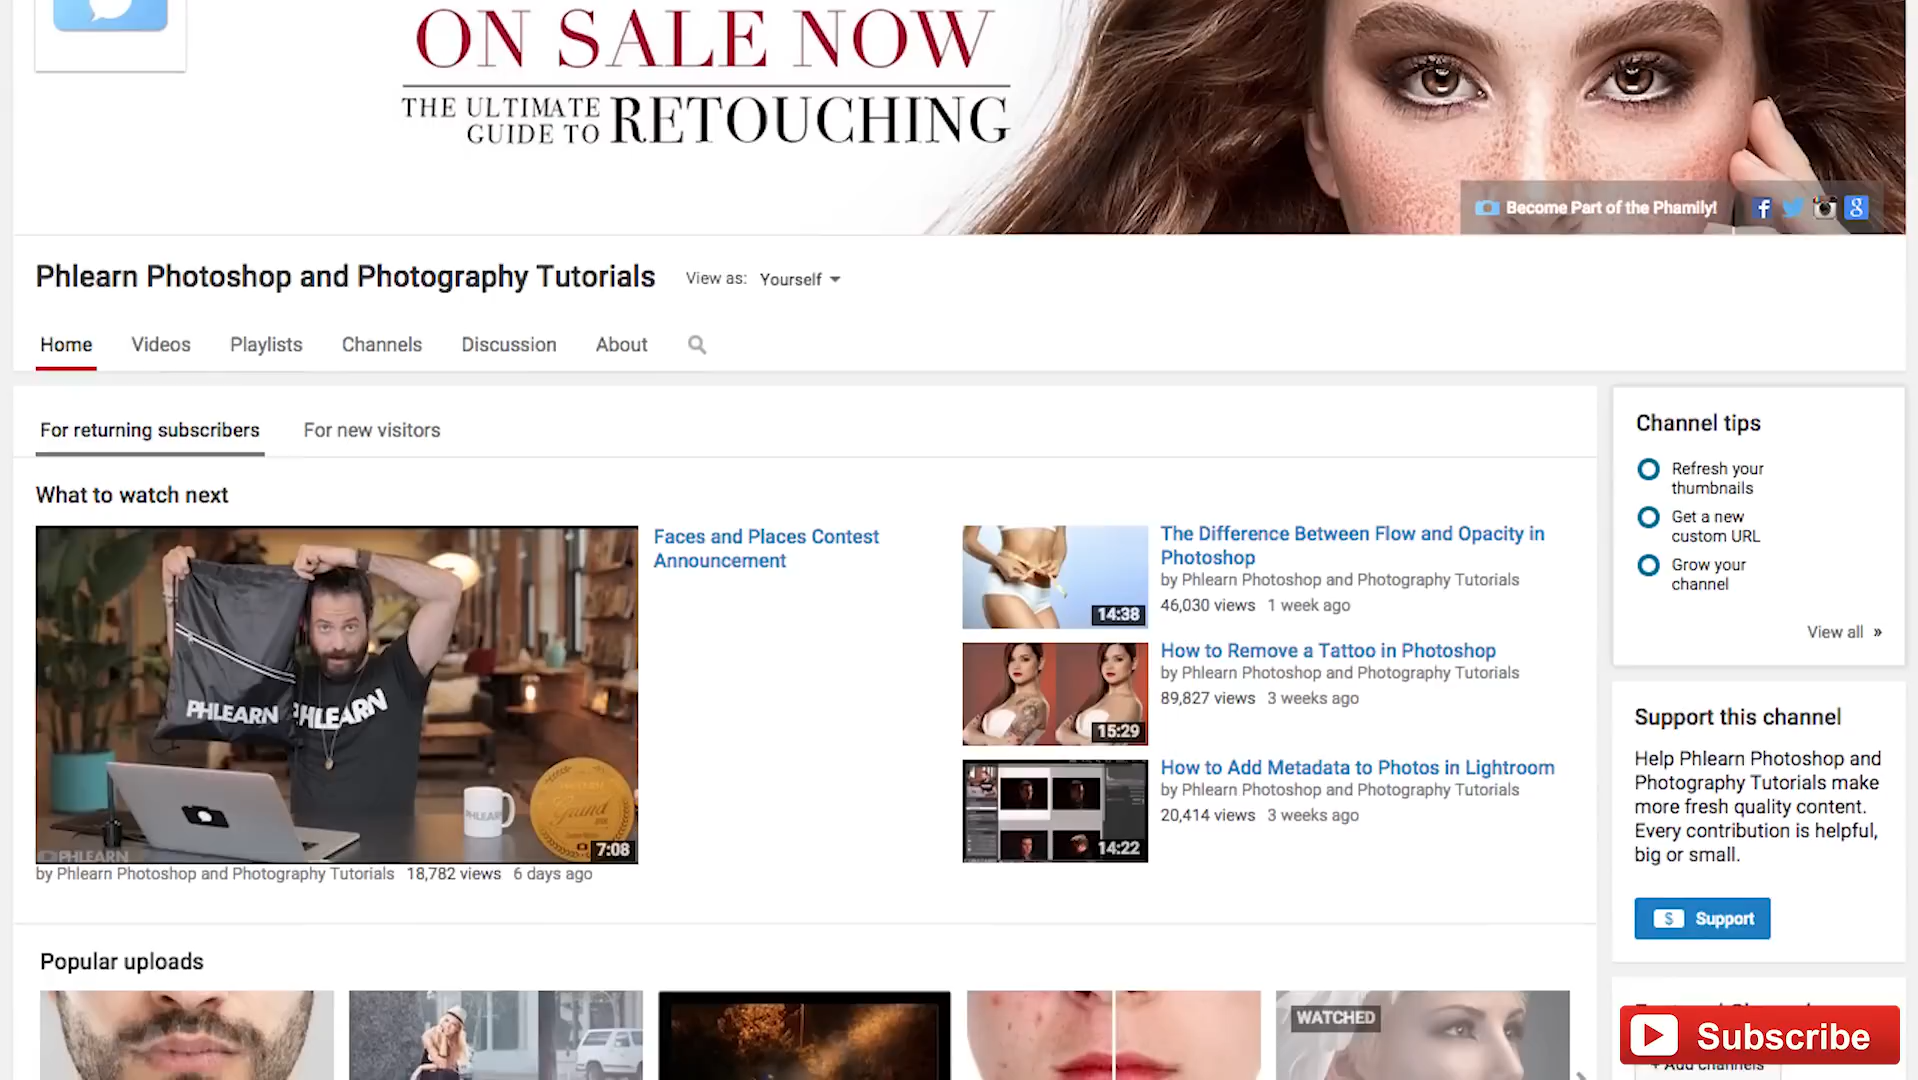 ON SALE NOW
THE ULTIMATE
GUIDE TO RETOUCHING
Become Part of the Phamily!
Phlearn Photoshop and Photography Tutorials View as: Yourself
Home Videos Playlists Channels Discussion About
For returning subscribers For new visitors
What to watch next
PHLEARN
PHLEARN
PHLEARN
Grand
PHLEARN
7:08
by Phlearn Photoshop and Photography Tutorials 18,782 views 6 days ago
Faces and Places Contest
Announcement
14:38
The Difference Between Flow and Opacity in
Photoshop
by Phlearn Photoshop and Photography Tutorials
46,030 views 1 week ago
15:29
How to Remove a Tattoo in Photoshop
by Phlearn Photoshop and Photography Tutorials
89,827 views 3 weeks ago
14:22
How to Add Metadata to Photos in Lightroom
by Phlearn Photoshop and Photography Tutorials
20,414 views 3 weeks ago
Popular uploads
WATCHED
Channel tips
Refresh your
thumbnails
Get a new
custom URL
Grow your
channel
View all »
Support this channel
Help Phlearn Photoshop and
Photography Tutorials make
more fresh quality content.
Every contribution is helpful,
big or small.
$ Support
Subscribe
+ Add channels